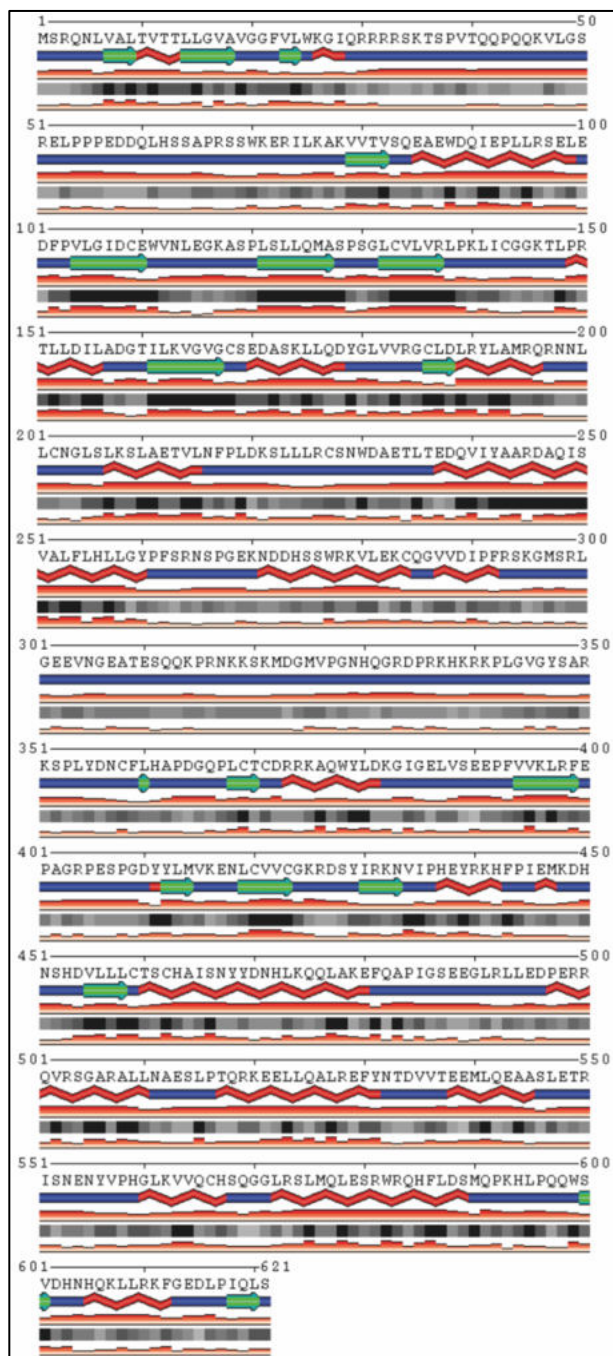 1 50
MSRQNLVALTVTTLLGVAVGGFVLWKGIQRRRRSKTSPVTQQPQQKVLGS
51 100
RELPPPEDDQLHSSAPRSSWKERILKAKVVTVSQEAEWDQIEPLLRSELE
101 150
DFPVLGIDCEWVNLEGKASPLSLLQMASPSGLCVLVRLPKLICGGKTLPR
151 200
TLLDILADGTILKVGVGCSEDASKLLQDYGLVVRGCLDLRYLAMRQRNNL
201 250
LCNGLSLKSLAETVLNFPLDKSLLLRCSNWDAETLTEDQVIYAARDAQIS
251 300
VALFLHLLGYPFSRNSPGEKNDDHSSWRKVLEKCQGVVDIPFRSKGMSRL
301 350
GEEVNGEATESQQKPRNKKSKMDGMVPGNHQGRDPRKHKRKPLGVGYSAR
351 400
KSPLYDNCFLHAPDGQPLCTCDRRKAQWYLDKGIGELVSEEPFVVKLRFE
401 450
PAGRPESPGDYYLMVKENLCVVCGKRDSYIRKNVIPHEYRKHFPIEMKDH
451 500
NSHDVLLLCTSCHAISNYYDNHLKQQLAKEFQAPIGSEEGLRLLEDPERR
501 550
QVRSGARALLNAESLPTQRKEELLQALREFYNTDVVTEEMLQEAASLETR
551 600
ISNENYVPHGLKVVQCHSQGGLRSLMQLESRWRQHFLDSMQPKHLPQQWS
601 621
VDHNHQKLLRKFGEDLPIQLS